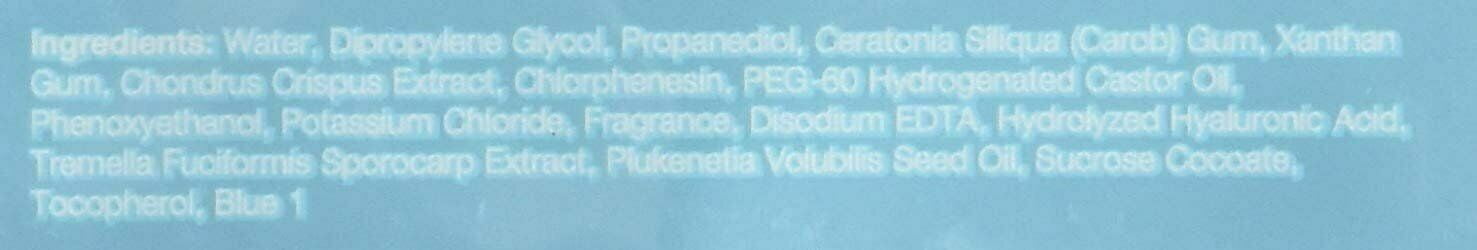 Ingredients: Water, Dipropylene Glycol, Propanediol, Ceratonia Siliqua (Carob) Gum, Xanthan
Gum, Chondrus Crispus Extract, Chlorphenesin, PEG-60 Hydrogenated Castor Oil,
Phenoxyethanol, Potassium Chloride, Fragrance, Disodium EDTA, Hydrolyzed Hyaluronic Acid,
Tremella Fuciformis Sporocarp Extract, Plukenetia Volubilis Seed Oil, Sucrose Cocoate,
Tocopherol, Blue 1